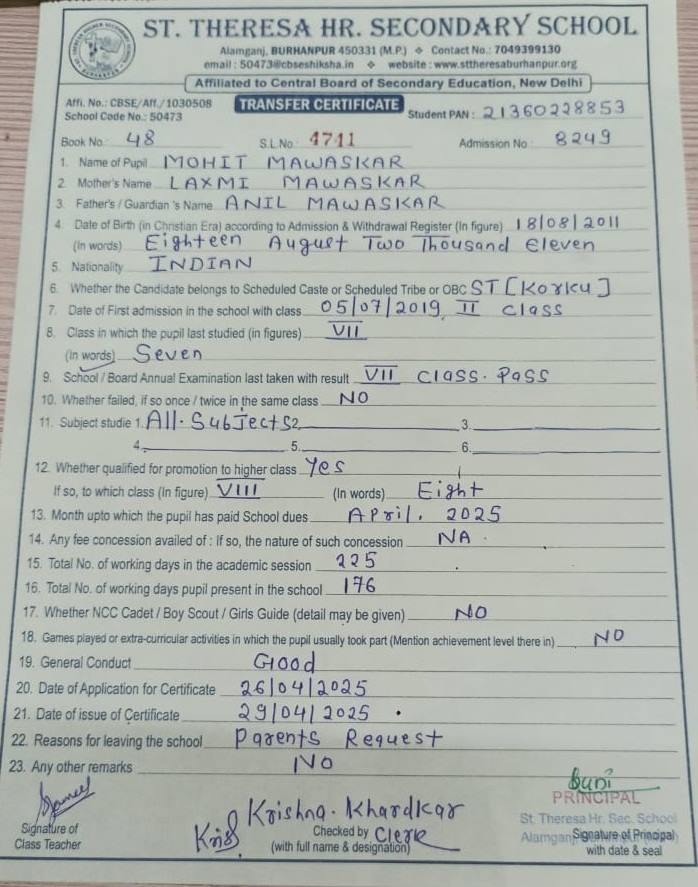 ST. THERESA HR. SECONDARY SCHOOL
Alamganj, BURHANPUR 450331 (M.P.) ❖ Contact No.: 7049399130
email : 50473@cbseshiksha.in ❖ website : www.sttheresaburhanpur.org
Affiliated to Central Board of Secondary Education, New Delhi
Affi. No.: CBSE/Aff./1030508 TRANSFER CERTIFICATE Student PAN : 21360228853
School Code No.: 50473
Book No. 48 S.L.No. 4741 Admission No 8249
1. Name of Pupil MOHIT MAWASKAR
2. Mother's Name LAXMI MAWASKAR
3. Father's / Guardian 's Name ANIL MAWASKAR
4. Date of Birth (in Christian Era) according to Admission & Withdrawal Register (In figure) 18/08/2011
(In words) Eighteen August Two Thousand eleven
5. Nationality INDIAN
6. Whether the Candidate belongs to Scheduled Caste or Scheduled Tribe or OBC ST [Korku]
7. Date of First admission in the school with class 05/07/2019 II class
8. Class in which the pupil last studied (in figures) VII
(In words) Seven
9. School / Board Annual Examination last taken with result VII class. Pass
10. Whether failed, if so once / twice in the same class NO
11. Subject studie 1. All. Subjects 2. 3.
4. 5. 6.
12. Whether qualified for promotion to higher class Yes
If so, to which class (In figure) VIII (In words) Eight
13. Month upto which the pupil has paid School dues April. 2025
14. Any fee concession availed of : If so, the nature of such concession NA
15. Total No. of working days in the academic session 225
16. Total No. of working days pupil present in the school 176
17. Whether NCC Cadet / Boy Scout / Girls Guide (detail may be given) NO
18. Games played or extra-curricular activities in which the pupil usually took part (Mention achievement level there in) NO
19. General Conduct Good
20. Date of Application for Certificate 26/04/2025
21. Date of issue of Certificate 29/04/2025
22. Reasons for leaving the school Parents Request
23. Any other remarks NO
PRINCIPAL
Krishna. Khardkar
St. Theresa Hr. Sec. School
Signature of Checked by Clerk Alamganj Signature of Principal
Class Teacher (with full name & designation) with date & seal